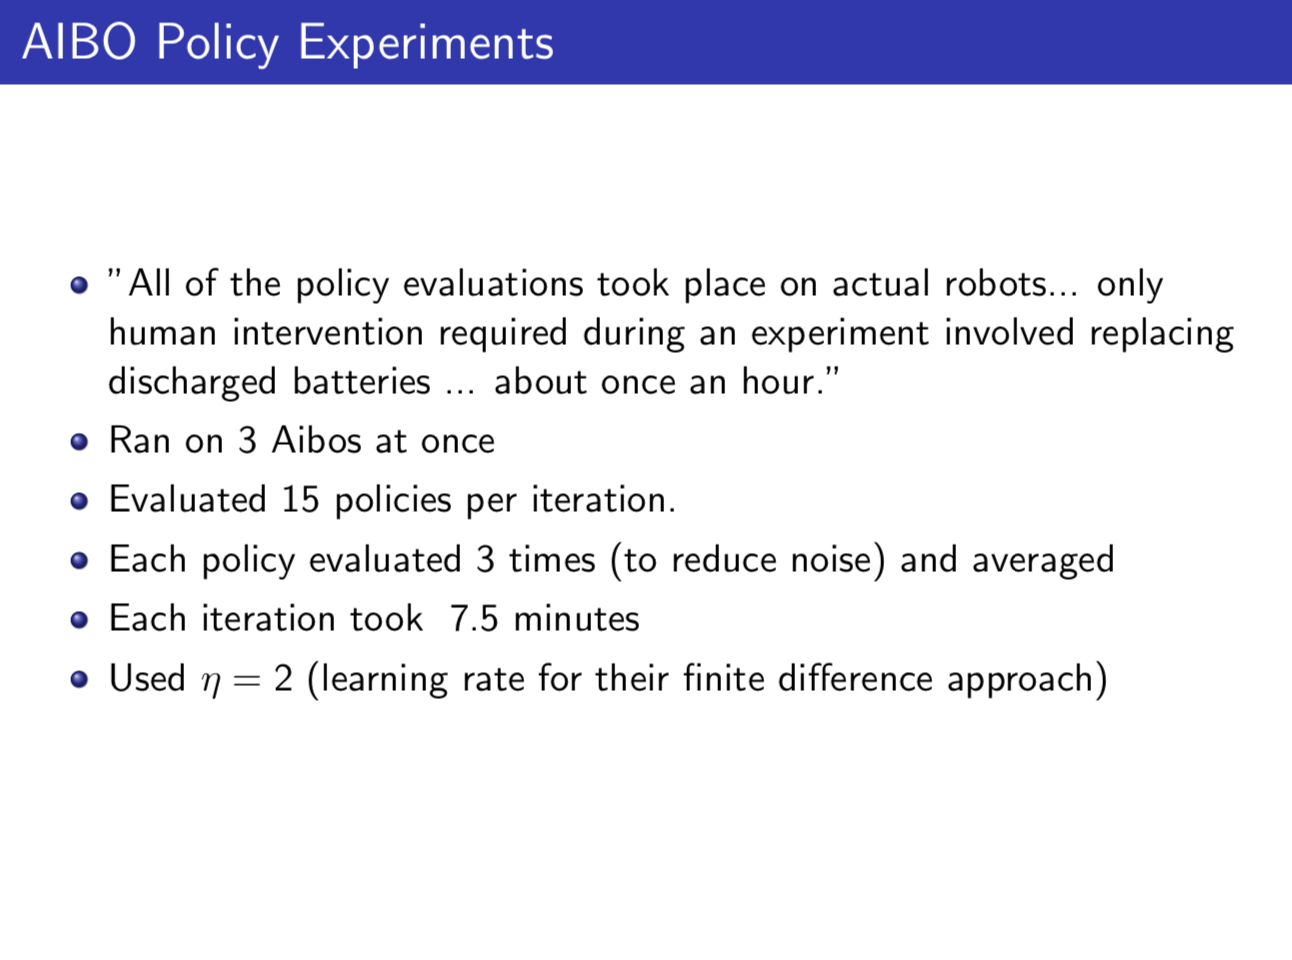 AIBO Policy Experiments
”All of the policy evaluations took place on actual robots... only
human intervention required during an experiment involved replacing
discharged batteries ... about once an hour.”
Ran on 3 Aibos at once
Evaluated 15 policies per iteration.
Each policy evaluated 3 times (to reduce noise) and averaged
Each iteration took 7.5 minutes
Used η = 2 (learning rate for their finite difference approach)